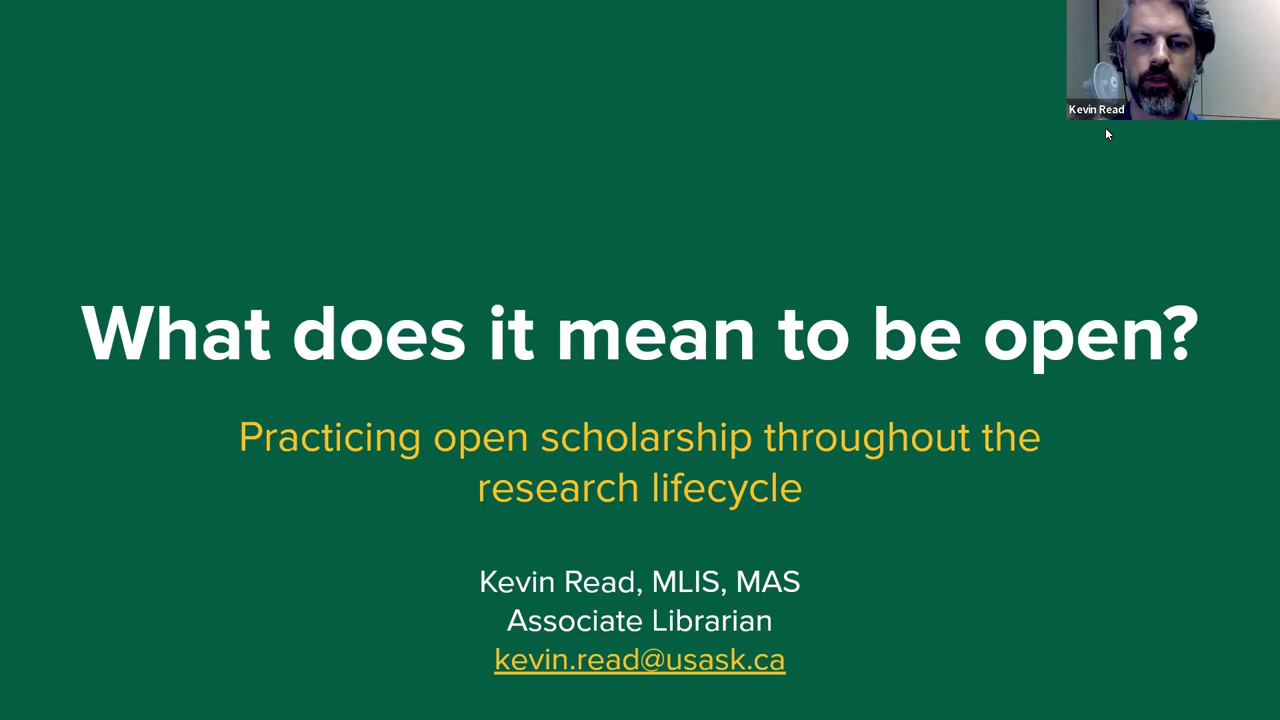 Kevin Read
What does it mean to be open?
Practicing open scholarship throughout the
research lifecycle
Kevin Read, MLIS, MAS
Associate Librarian
kevin.read@usask.ca